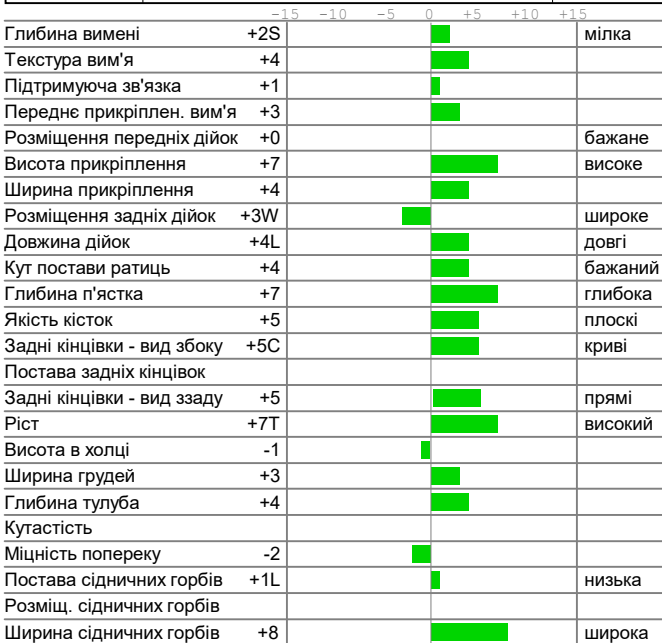 -15 -10 -5 0 +5 +10 +15
Глибина вимені +2S мілка
Текстура вим'я +4
Підтримуюча зв'язка +1
Переднє прикріплен. вим'я +3
Розміщення передніх дійок +0 бажане
Висота прикріплення +7 високе
Ширина прикріплення +4
Розміщення задніх дійок +3W широке
Довжина дійок +4L довгі
Кут постави ратиць +4 бажаний
Глибина п'ястка +7 глибока
Якість кісток +5 плоскі
Задні кінцівки - вид збоку +5C криві
Постава задніх кінцівок
Задні кінцівки - вид ззаду +5 прямі
Ріст +7T високий
Висота в холці -1
Ширина грудей +3
Глибина тулуба +4
Кутастість
Міцність попереку -2
Постава сідничних горбів +1L низька
Розміщ. сідничних горбів
Ширина сідничних горбів +8 широка